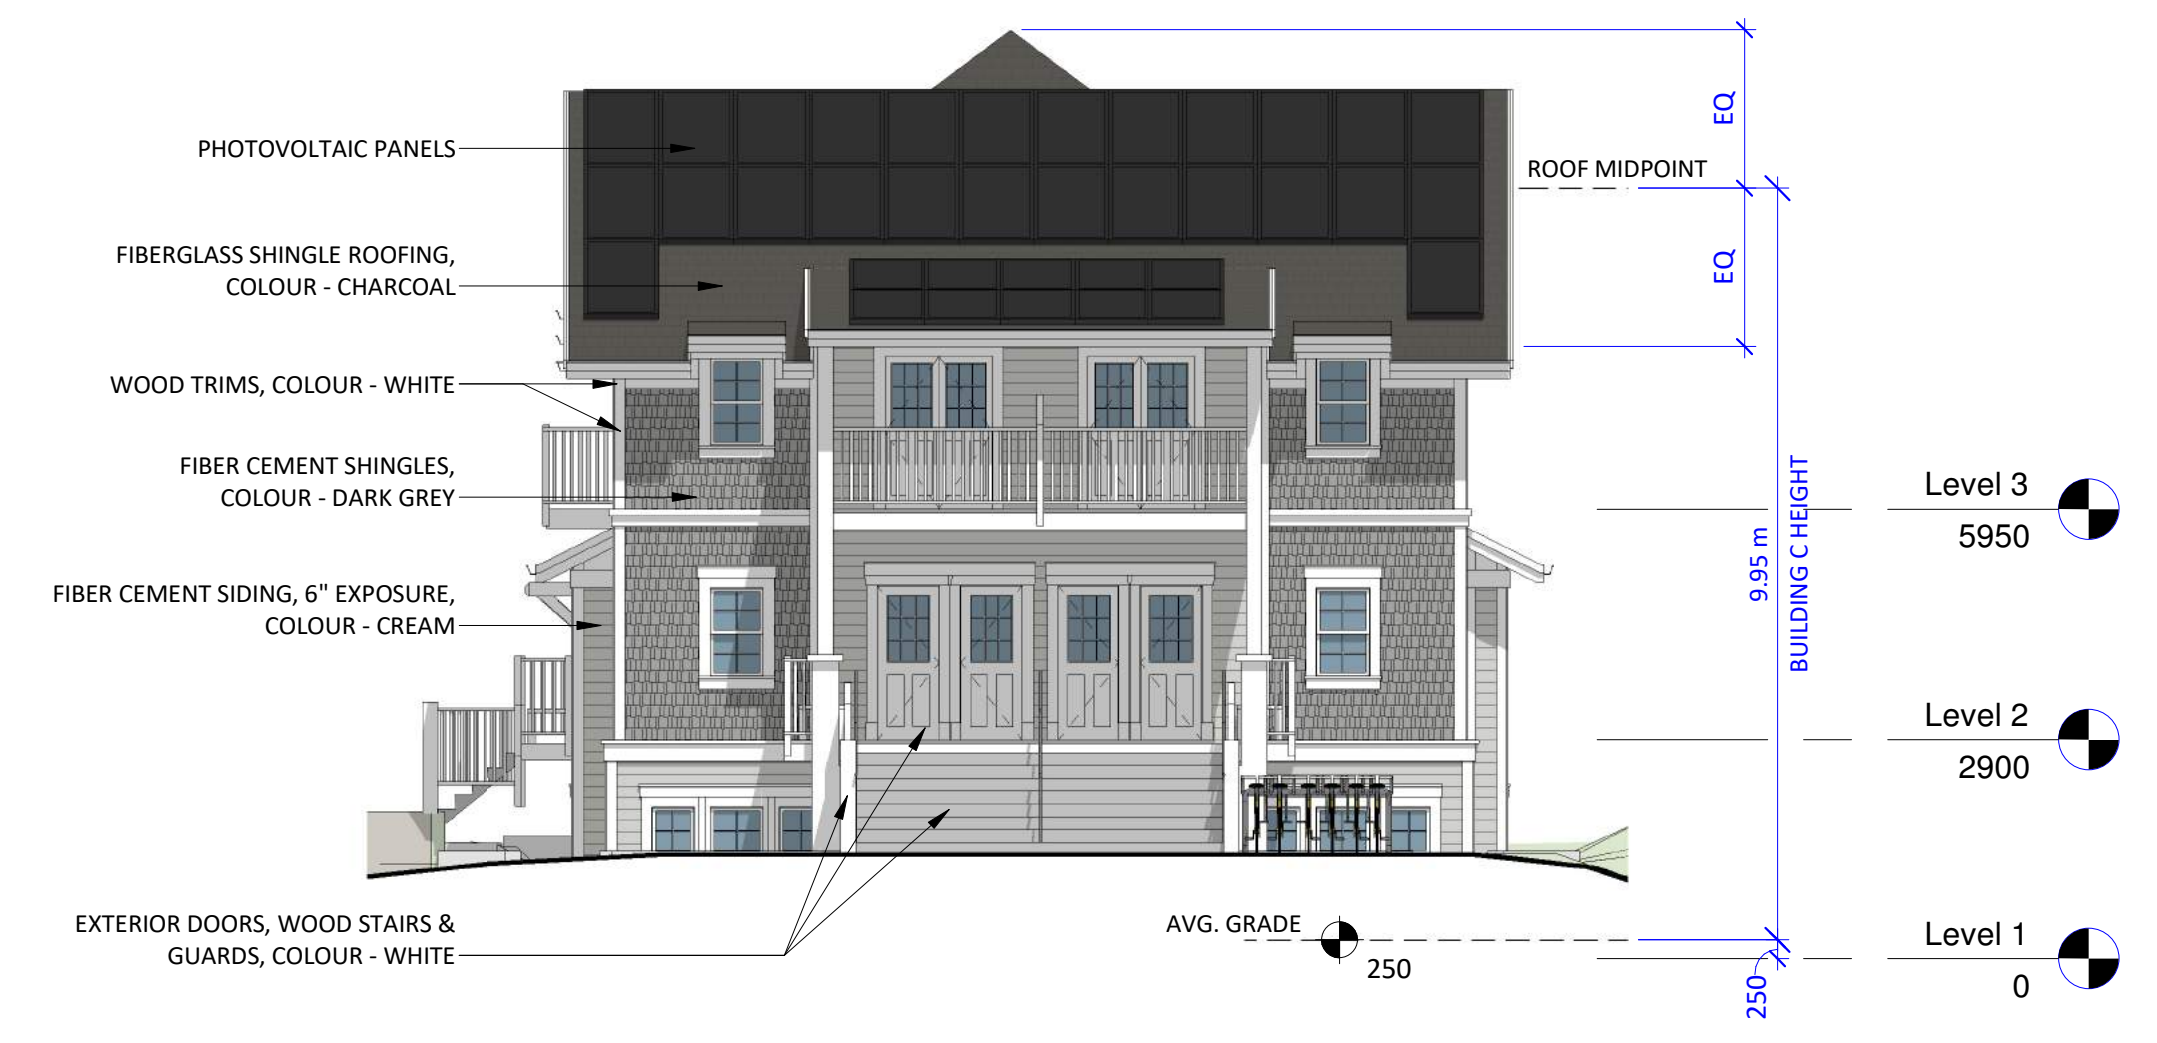 EQ
PHOTOVOLTAIC PANELS
ROOF MIDPOINT
FIBERGLASS SHINGLE ROOFING,
COLOUR - CHARCOAL
EQ
WOOD TRIMS, COLOUR - WHITE
FIBER CEMENT SHINGLES,
COLOUR - DARK GREY
Level 3
5950
9.95 m
BUILDING C HEIGHT
FIBER CEMENT SIDING, 6" EXPOSURE,
COLOUR - CREAM
Level 2
2900
EXTERIOR DOORS, WOOD STAIRS &
GUARDS, COLOUR - WHITE
AVG. GRADE
250
250
Level 1
0